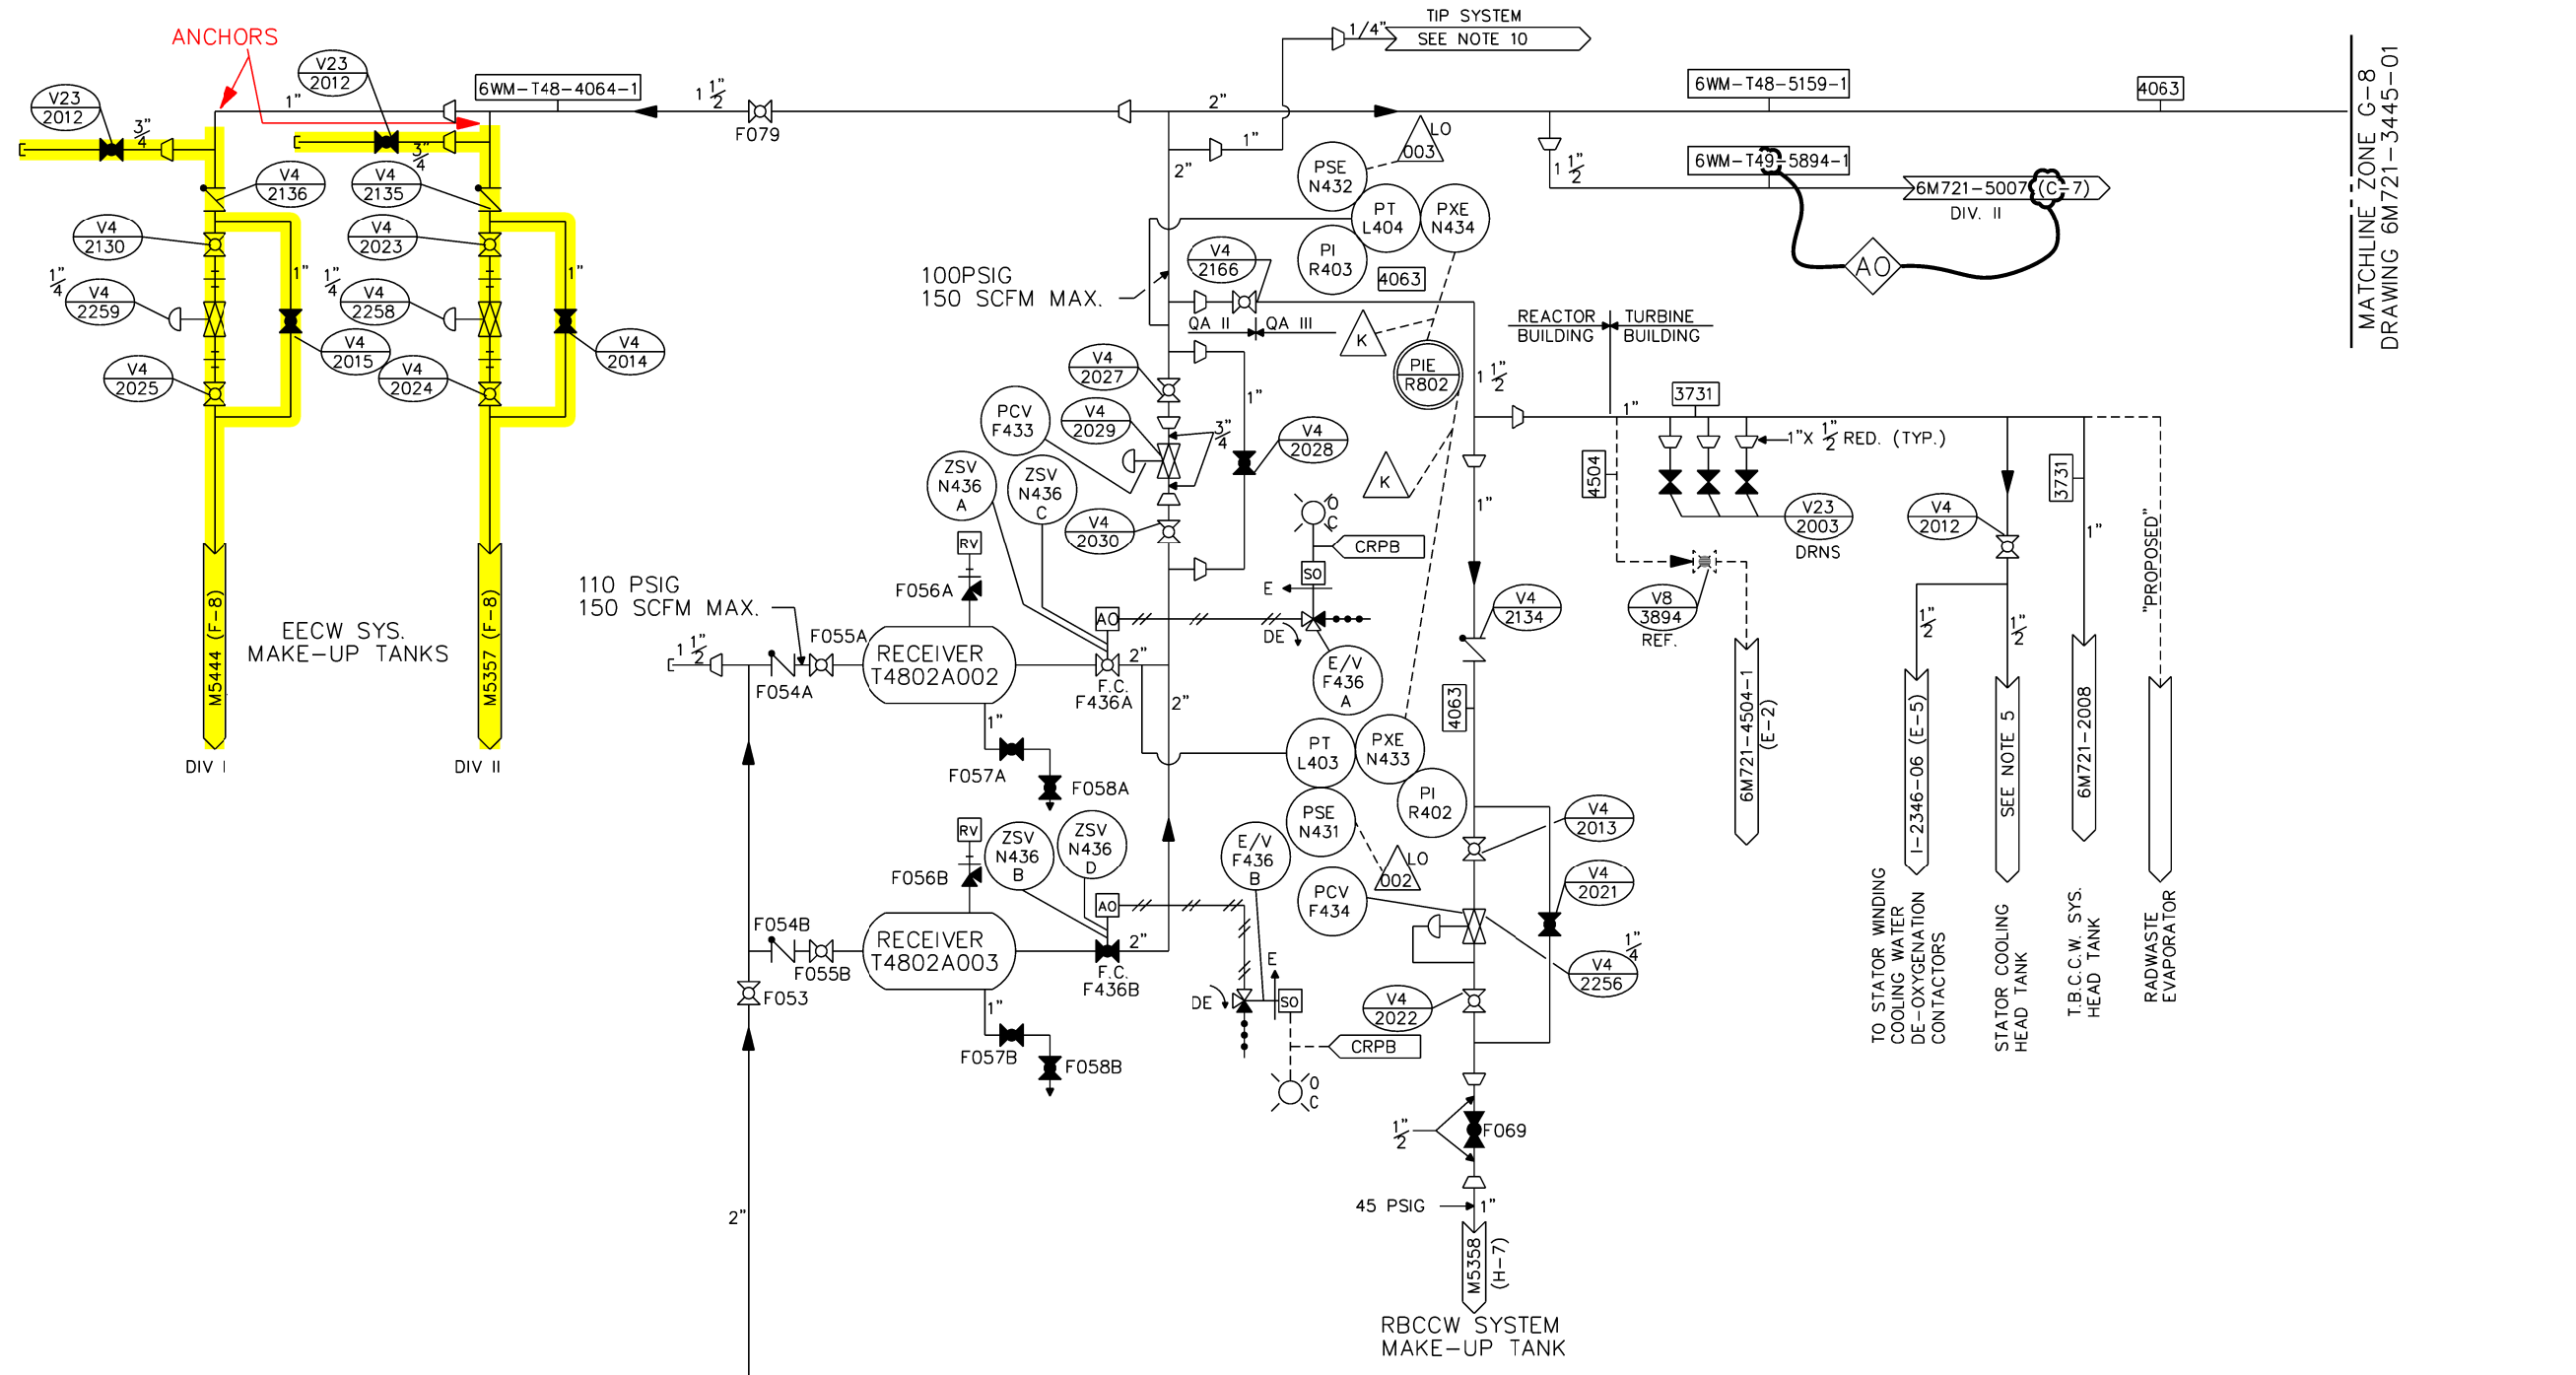 ANCHORS
V23
2012
V23
2012
3"
4
1"
3"
4
6WM-T48-4064-1
1 1"
2
F079
2"
1"
2"
1/4"
TIP SYSTEM
SEE NOTE 10
6WM-T48-5159-1
4063
MATCHLINE ZONE G-8
DRAWING 6M721-3445-01
6WM-T49-5894-1
1 1"
2
6M721-5007 (C-7)
DIV. II
AO
V4
2136
V4
2135
V4
2130
V4
2023
1"
4
V4
2259
1"
1"
4
V4
2258
1"
V4
2015
V4
2014
V4
2025
V4
2024
M5444 (F-8)
M5357 (F-8)
EECW SYS.
MAKE-UP TANKS
DIV I
DIV II
PSE
N432
LO
003
PT
L404
PXE
N434
PI
R403
4063
V4
2166
100PSIG
150 SCFM MAX.
QA II
QA III
K
PIE
R802
1 1"
2
K
REACTOR
BUILDING
TURBINE
BUILDING
V4
2027
PCV
F433
V4
2029
3"
4
1"
V4
2028
ZSV
N436
A
ZSV
N436
C
V4
2030
1"
3731
1"X 1"
2 RED. (TYP.)
4504
V23
2003
DRNS
V8
3894
REF.
V4
2012
3731
1"
"PROPOSED"
1"
2
1"
2
O
C
CRPB
SO
E
DE
E/V
F436
A
1"
V4
2134
4063
RV
F056A
110 PSIG
150 SCFM MAX.
1 1"
2
F055A
F054A
RECEIVER
T4802A002
AO
2"
F.C.
F436A
2"
1"
F057A
F058A
PT
L403
PXE
N433
PI
R402
PSE
N431
LO
002
PCV
F434
E/V
F436
B
V4
2013
V4
2021
1"
4
V4
2256
V4
2022
RV
F056B
ZSV
N436
B
ZSV
N436
D
AO
F054B
F055B
RECEIVER
T4802A003
2"
F.C.
F436B
F053
1"
F057B
F058B
DE
E
SO
CRPB
O
C
2"
1"
2
F069
45 PSIG
1"
M5358
(H-7)
RBCCW SYSTEM
MAKE-UP TANK
6M721-4504-1
(E-2)
I-2346-06 (E-5)
SEE NOTE 5
6M721-2008
TO STATOR WINDING
COOLING WATER
DE-OXYGENATION
CONTACTORS
STATOR COOLING
HEAD TANK
T.B.C.C.W. SYS.
HEAD TANK
RADWASTE
EVAPORATOR